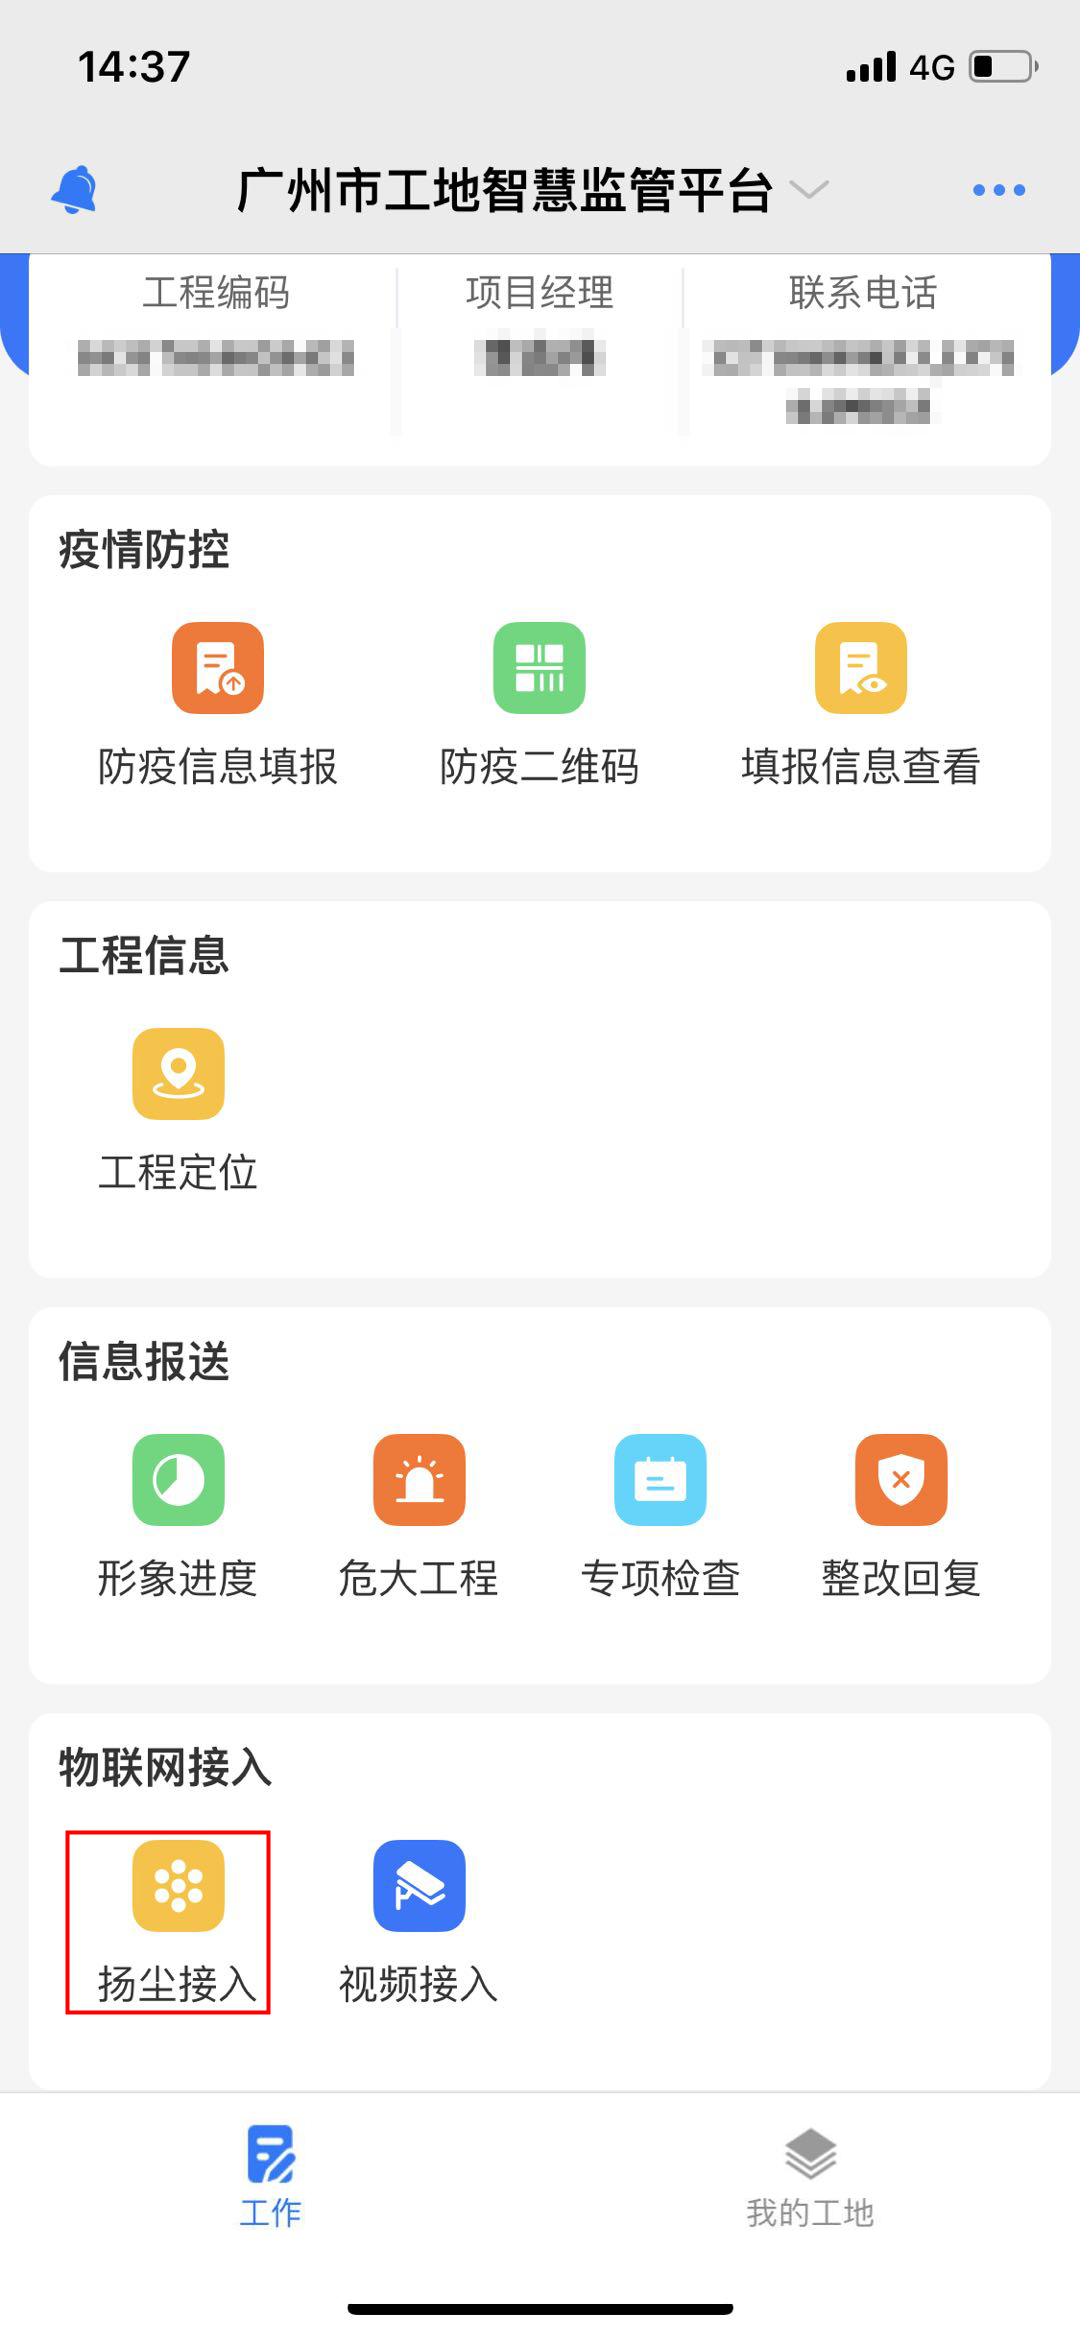 14:37 4G
广州市工地智慧监管平台
工程编码 项目经理 联系电话
疫情防控
防疫信息填报 防疫二维码 填报信息查看
工程信息
工程定位
信息报送
形象进度 危大工程 专项检查 整改回复
物联网接入
扬尘接入 视频接入
工作 我的工地